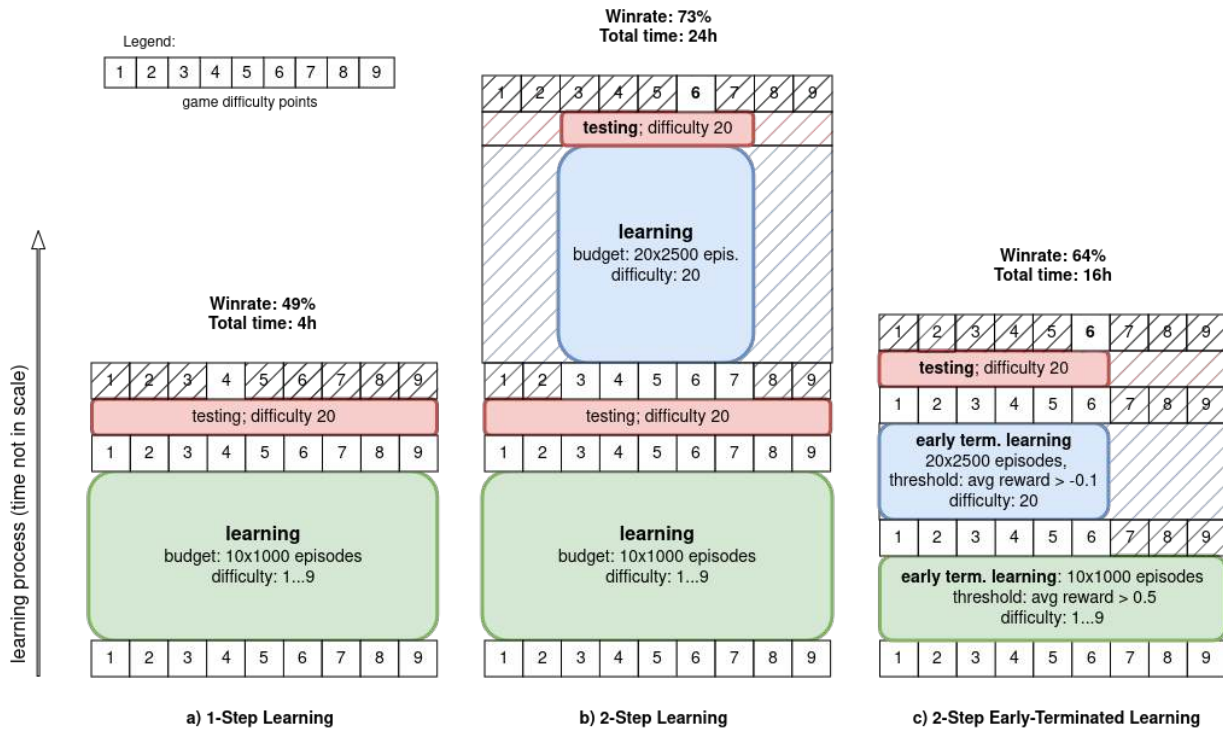 Legend:
1 2 3 4 5 6 7 8 9
game difficulty points
learning process (time not in scale)
Winrate: 49%
Total time: 4h
1 2 3 4 5 6 7 8 9
testing; difficulty 20
1 2 3 4 5 6 7 8 9
learning
budget: 10x1000 episodes
difficulty: 1...9
1 2 3 4 5 6 7 8 9
a) 1-Step Learning
Winrate: 73%
Total time: 24h
1 2 3 4 5 6 7 8 9
testing; difficulty 20
learning
budget: 20x2500 epis.
difficulty: 20
1 2 3 4 5 6 7 8 9
testing; difficulty 20
1 2 3 4 5 6 7 8 9
learning
budget: 10x1000 episodes
difficulty: 1...9
1 2 3 4 5 6 7 8 9
b) 2-Step Learning
Winrate: 64%
Total time: 16h
1 2 3 4 5 6 7 8 9
testing; difficulty 20
1 2 3 4 5 6 7 8 9
early term. learning
20x2500 episodes,
threshold: avg reward > -0.1
difficulty: 20
1 2 3 4 5 6 7 8 9
early term. learning: 10x1000 episodes
threshold: avg reward > 0.5
difficulty: 1...9
1 2 3 4 5 6 7 8 9
c) 2-Step Early-Terminated Learning